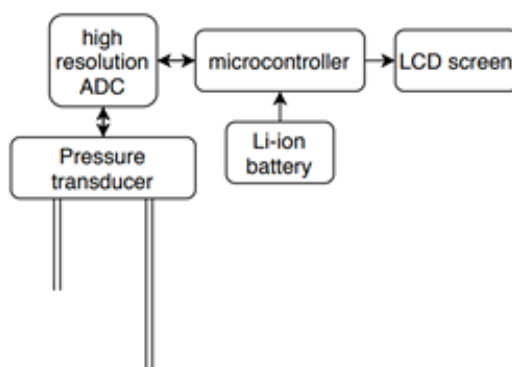 high
resolution
ADC
microcontroller
LCD screen
Li-ion
battery
Pressure
transducer